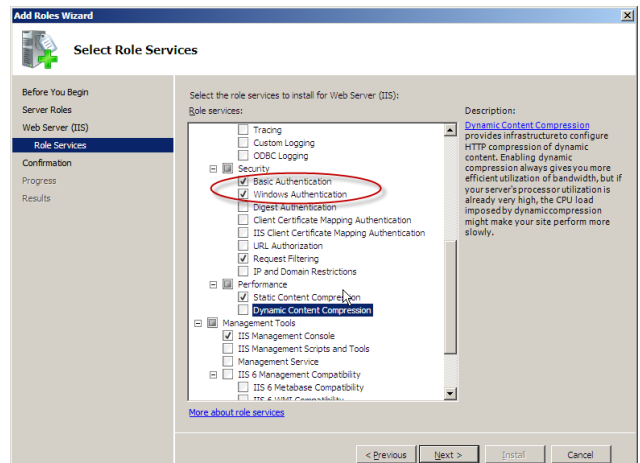 Add Roles Wizard
Select Role Services
Before You Begin
Server Roles
Web Server (IIS)
Role Services
Confirmation
Progress
Results
Select the role services to install for Web Server (IIS):
Role services:
Tracing
Custom Logging
ODBC Logging
Security
Basic Authentication
Windows Authentication
Digest Authentication
Client Certificate Mapping Authentication
IIS Client Certificate Mapping Authentication
URL Authorization
Request Filtering
IP and Domain Restrictions
Performance
Static Content Compression
Dynamic Content Compression
Management Tools
IIS Management Console
IIS Management Scripts and Tools
Management Service
IIS 6 Management Compatibility
IIS 6 Metabase Compatibility
IIS 6 WMI Compatibility
More about role services
Description:
Dynamic Content Compression
provides infrastructure to configure
HTTP compression of dynamic
content. Enabling dynamic
compression always gives you more
efficient utilization of bandwidth, but if
your server's processor utilization is
already very high, the CPU load
imposed by dynamic compression
might make your site perform more
slowly.
< Previous
Next >
Install
Cancel